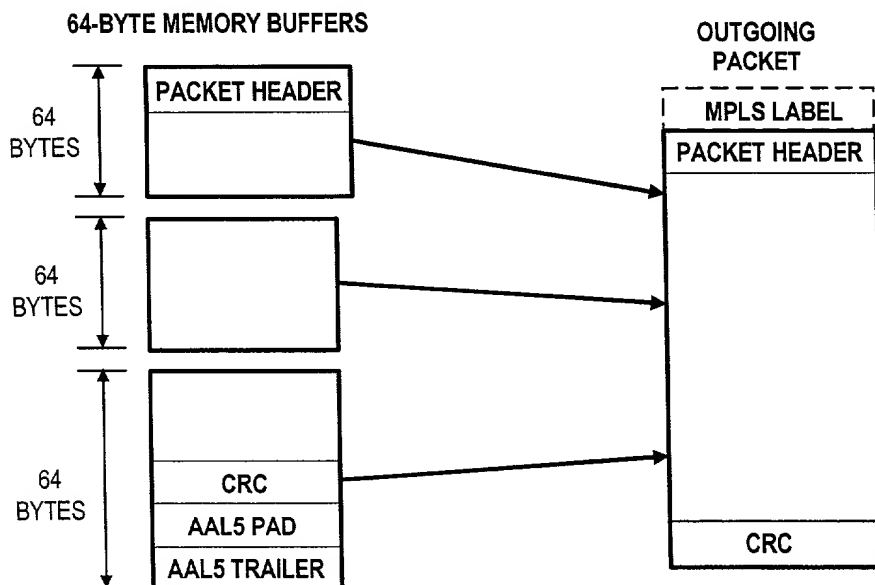 64-BYTE MEMORY BUFFERS
OUTGOING
PACKET
64
BYTES
PACKET HEADER
MPLS LABEL
PACKET HEADER
64
BYTES
64
BYTES
CRC
AAL5 PAD
AAL5 TRAILER
CRC